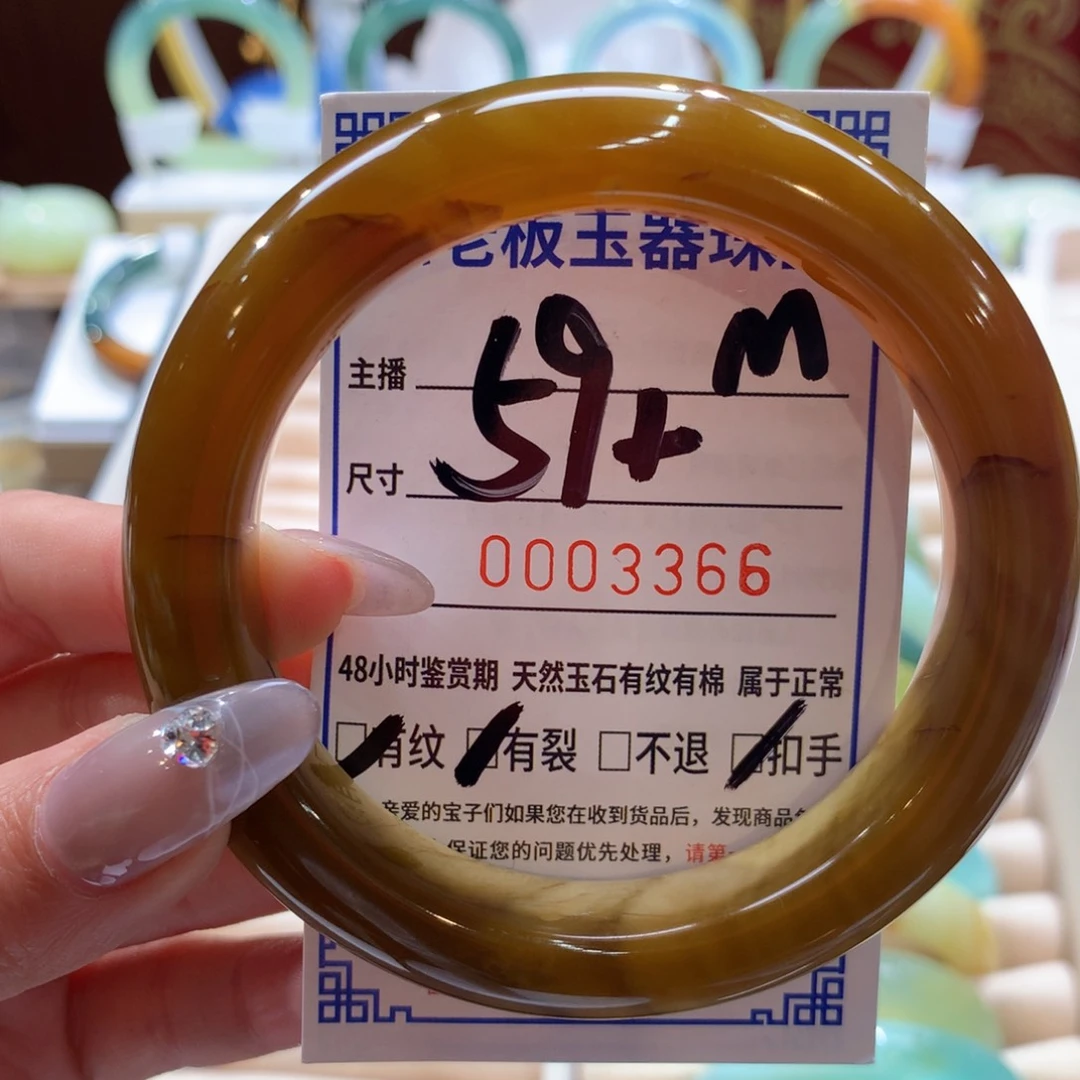 老板玉器珠
主播
59+ M
尺寸
0003366
48小时鉴赏期 天然玉石有纹有棉 属于正常
□有纹 □有裂 □不退 □扣手
亲爱的宝子们如果您在收到货品后，发现商品
保证您的问题优先处理，请第一